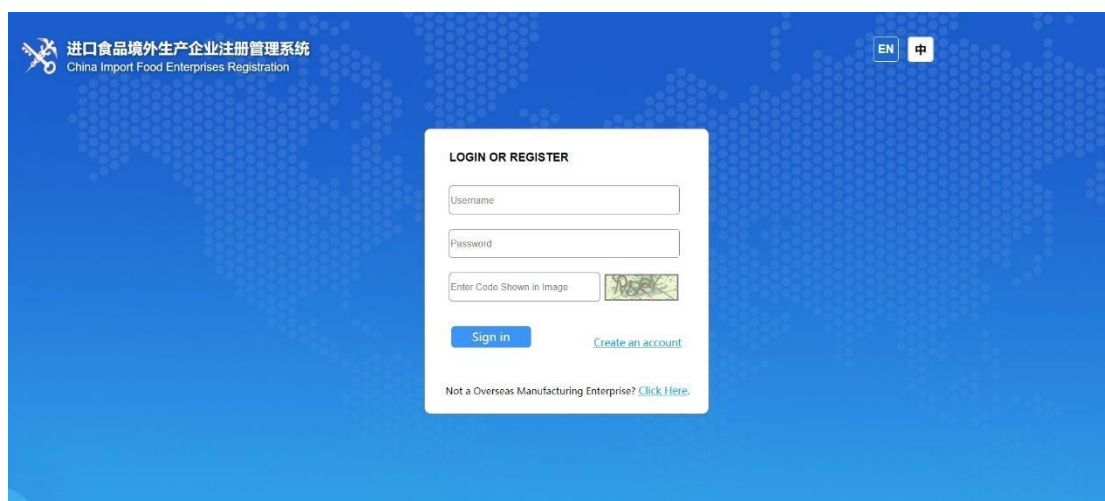 进口食品境外生产企业注册管理系统
China Import Food Enterprises Registration
EN 中
LOGIN OR REGISTER
Username
Password
Enter Code Shown in Image
Sign in
Create an account
Not a Overseas Manufacturing Enterprise? Click Here.